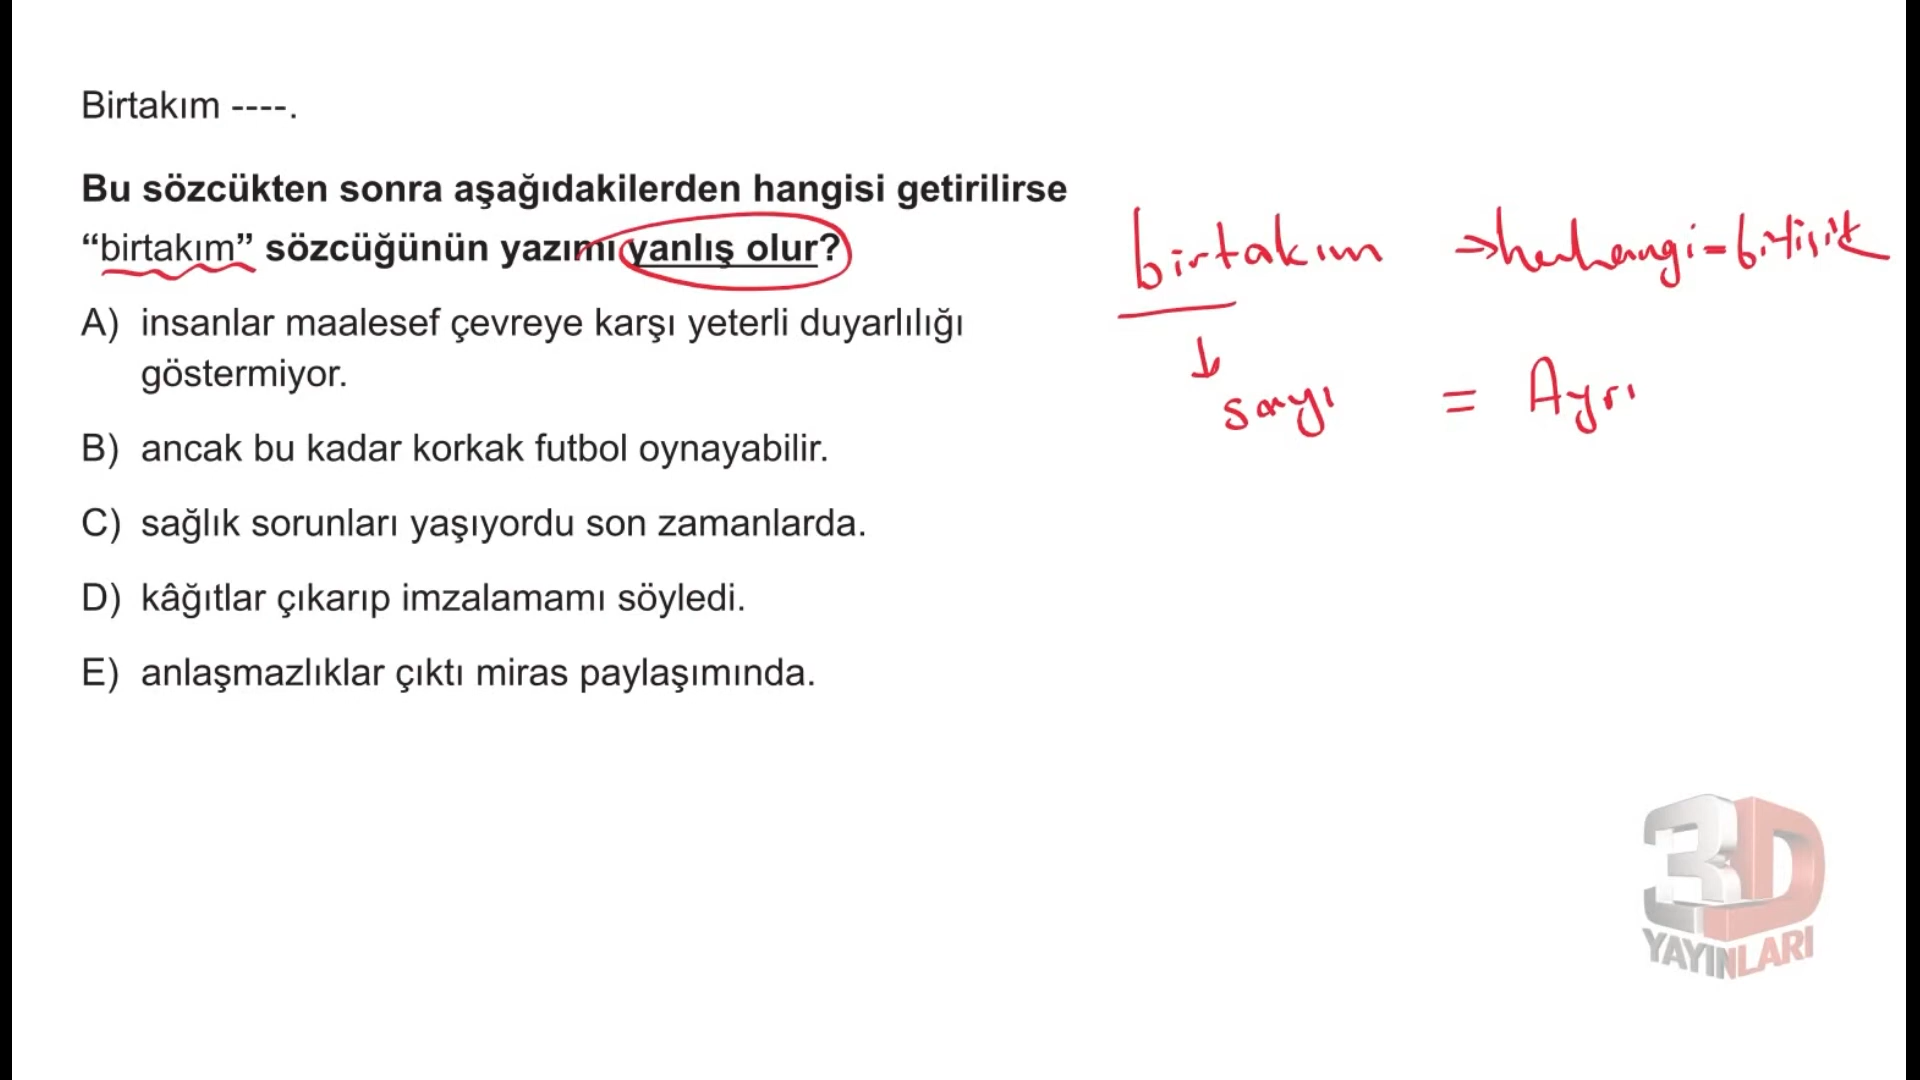 Birtakım ----.
Bu sözcükten sonra aşağıdakilerden hangisi getirilirse
“birtakım” sözcüğünün yazımı yanlış olur?
A) insanlar maalesef çevreye karşı yeterli duyarlılığı
göstermiyor.
B) ancak bu kadar korkak futbol oynayabilir.
C) sağlık sorunları yaşıyordu son zamanlarda.
D) kâğıtlar çıkarıp imzalamamı söyledi.
E) anlaşmazlıklar çıktı miras paylaşımında.
birtakım → herhangi = bitişik
↓
sayı = Ayrı
3D
YAYINLARI